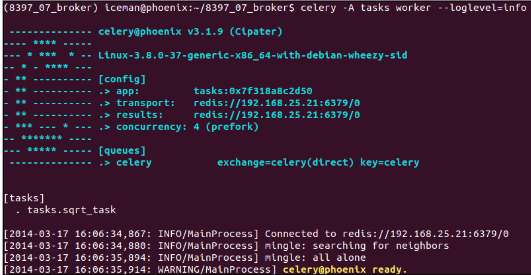 (8397_07_broker) iceman@phoenix:~/8397_07_broker$ celery -A tasks worker --loglevel=info
 -------------- celery@phoenix v3.1.9 (Cipater)
---- **** -----
--- * ***  * -- Linux-3.8.0-37-generic-x86_64-with-debian-wheezy-sid
-- * - **** ---
- ** ---------- [config]
- ** ---------- .> app:         tasks:0x7f318a8c2d50
- ** ---------- .> transport:   redis://192.168.25.21:6379/0
- ** ---------- .> results:     redis://192.168.25.21:6379/0
- *** --- * --- .> concurrency: 4 (prefork)
-- ******* ----
--- ***** ----- [queues]
 -------------- .> celery           exchange=celery(direct) key=celery
[tasks]
  . tasks.sqrt_task
[2014-03-17 16:06:34,867: INFO/MainProcess] Connected to redis://192.168.25.21:6379/0
[2014-03-17 16:06:34,880: INFO/MainProcess] mingle: searching for neighbors
[2014-03-17 16:06:35,894: INFO/MainProcess] mingle: all alone
[2014-03-17 16:06:35,914: WARNING/MainProcess] celery@phoenix ready.